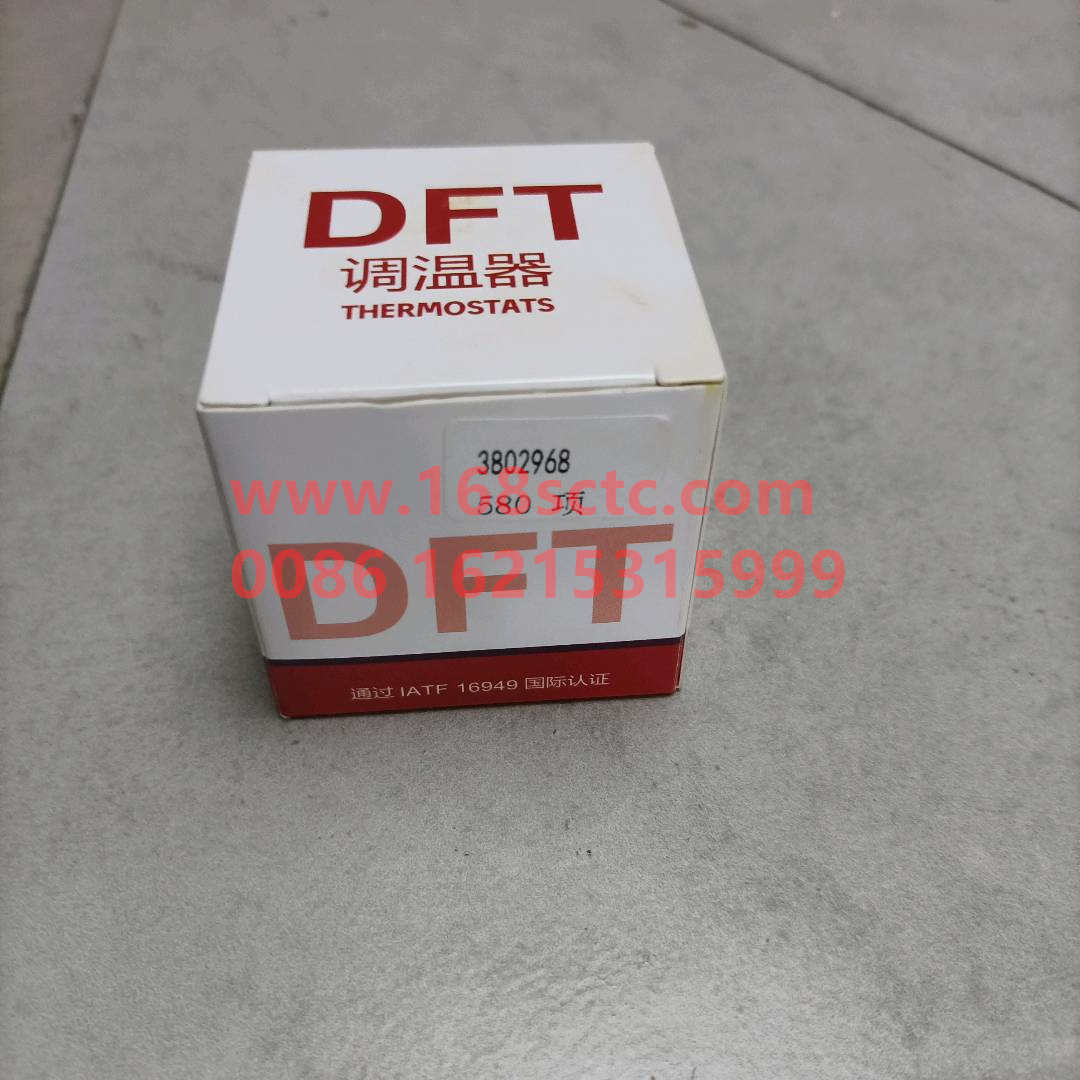 DFT
调温器
THERMOSTATS
3802968
www.168sctc.com
580 项
DFT
0086 16215315999
通过 IATF 16949 国际认证